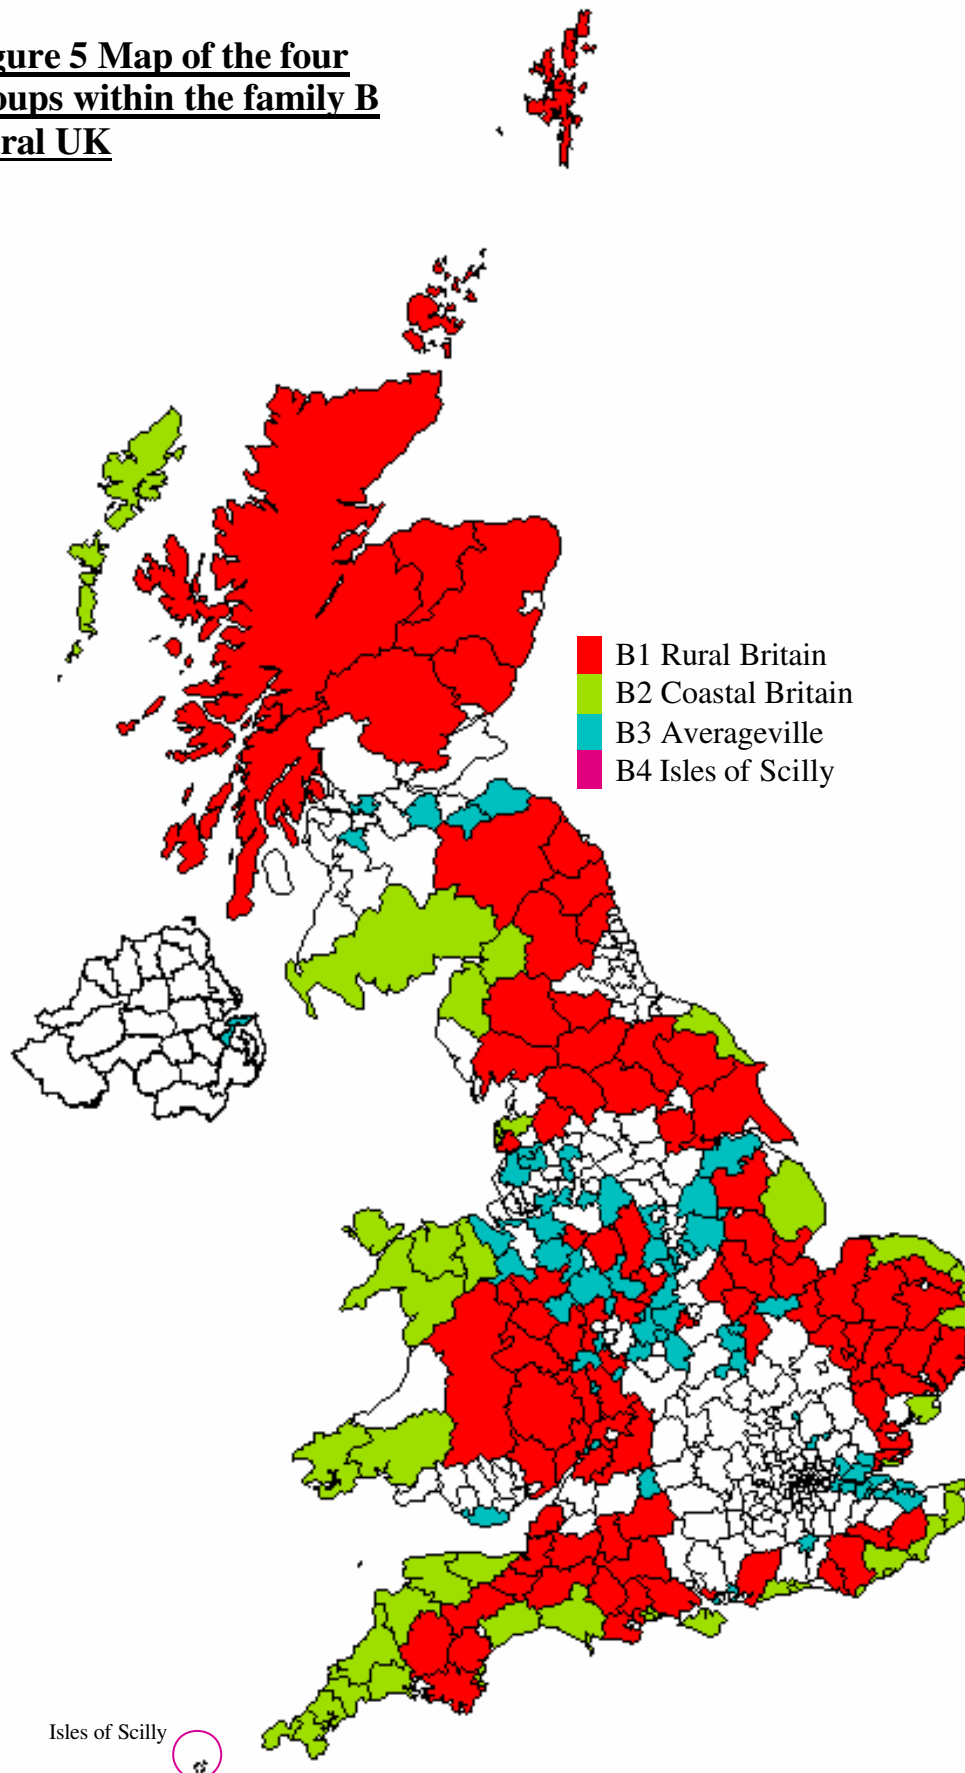 gure 5 Map of the four
oups within the family B
ral UK
B1 Rural Britain
B2 Coastal Britain
B3 Averageville
B4 Isles of Scilly
Isles of Scilly